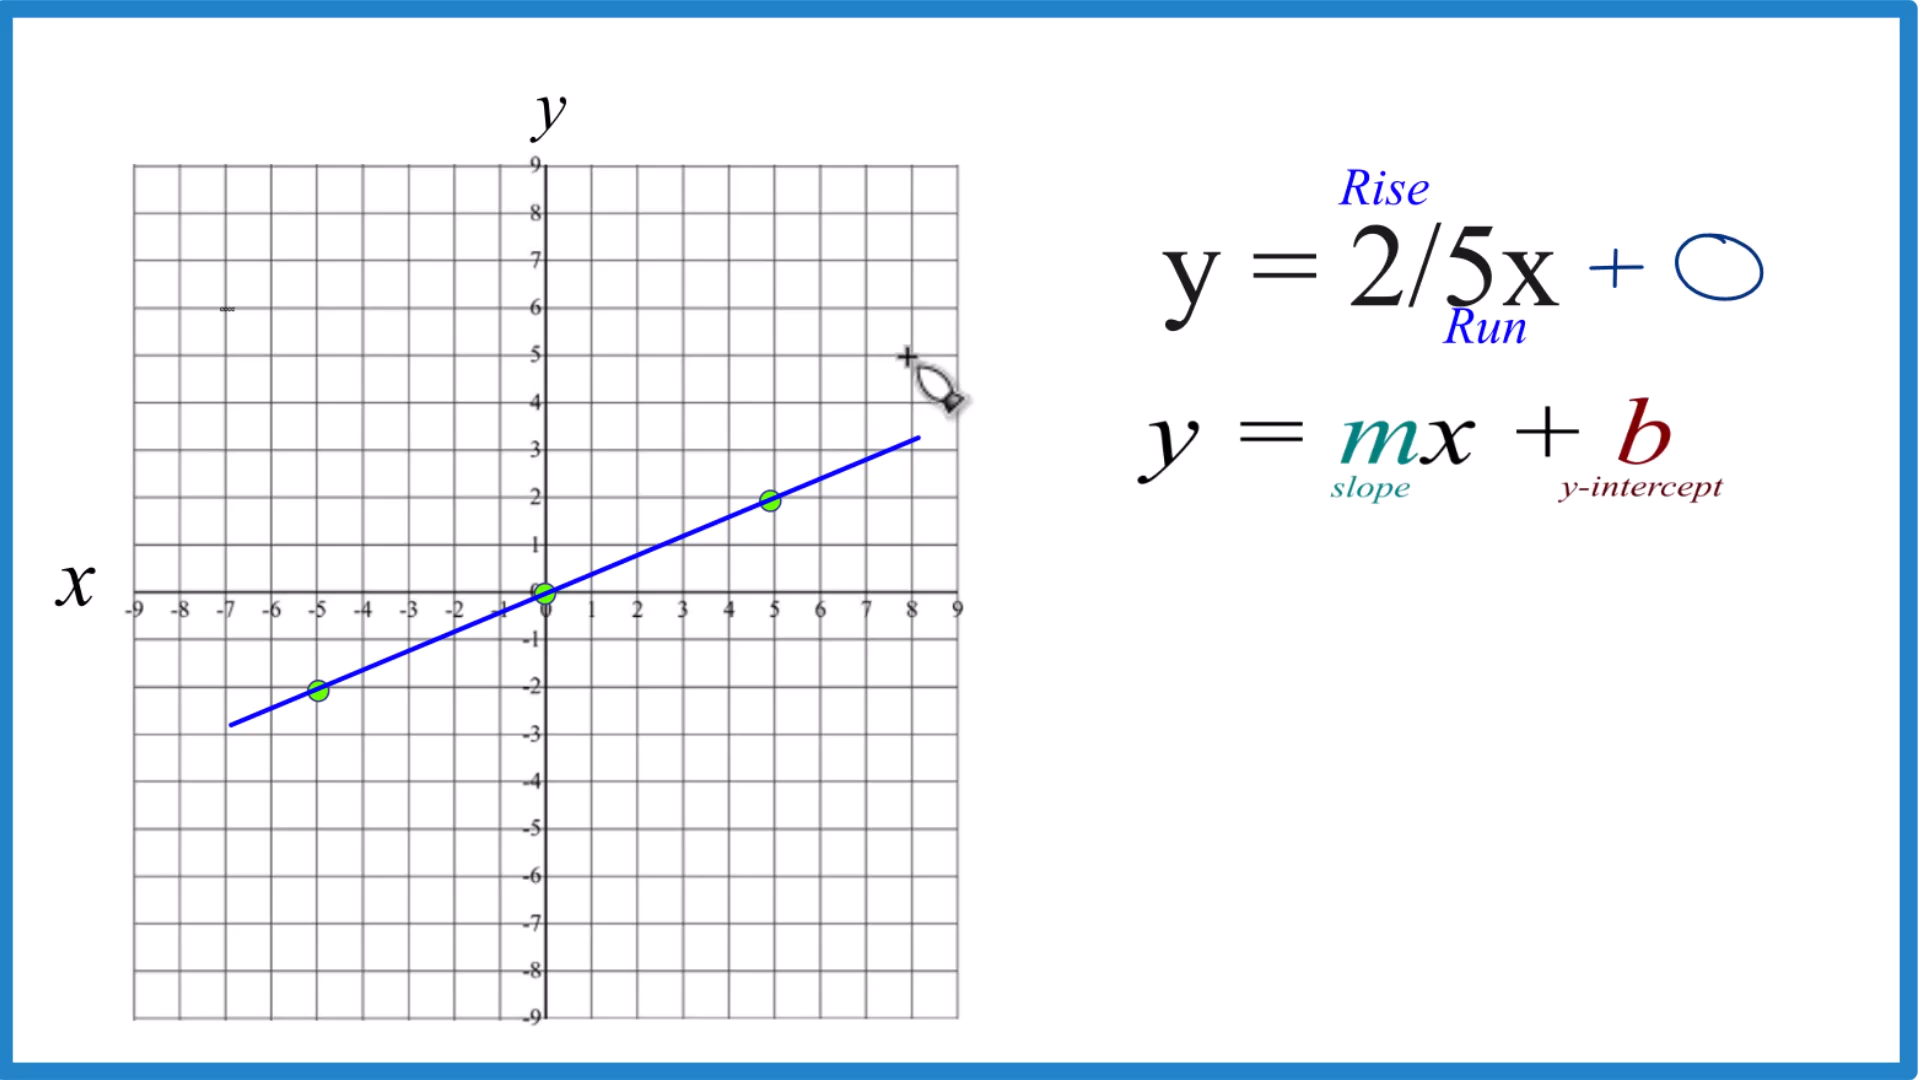 y
9
8
7
6
5
4
3
2
1
0
x
-9 -8 -7 -6 -5 -4 -3 -2 -1 0 1 2 3 4 5 6 7 8 9
-1
-2
-3
-4
-5
-6
-7
-8
-9
Rise
y = 2/5x + 0
Run
y = mx + b
slope y-intercept